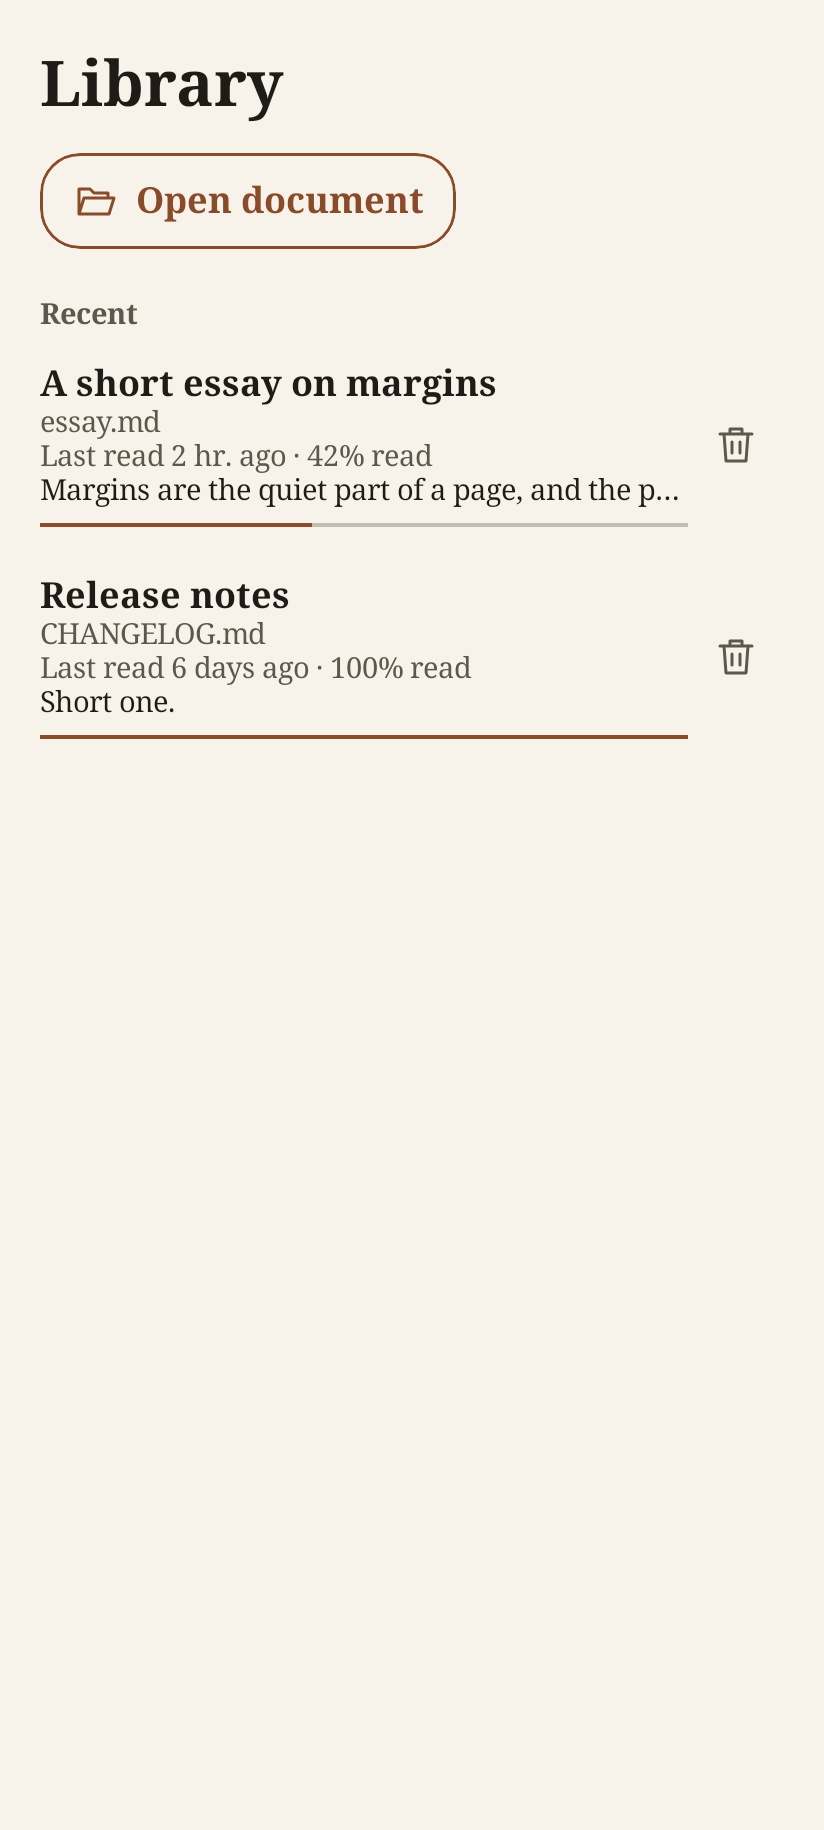 Library
Open document
Recent
A short essay on margins
essay.md
Last read 2 hr. ago · 42% read
Margins are the quiet part of a page, and the p…
Release notes
CHANGELOG.md
Last read 6 days ago · 100% read
Short one.